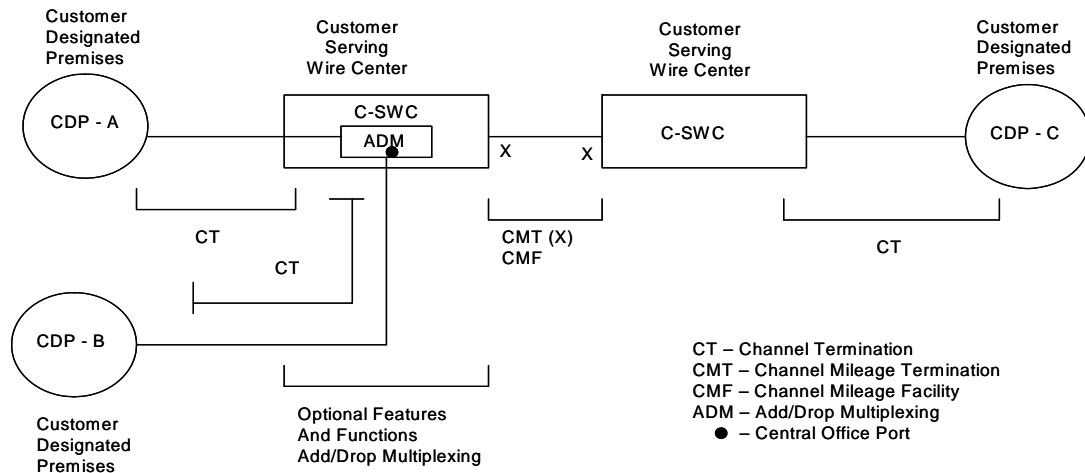 Customer
Designated
Premises
Customer
Serving
Wire Center
Customer
Serving
Wire Center
Customer
Designated
Premises
CDP - A
C-SWC
ADM
C-SWC
CDP - C
X
X
CT
CMT (X)
CMF
CT
CT
CDP - B
CT – Channel Termination
CMT – Channel Mileage Termination
CMF – Channel Mileage Facility
ADM – Add/Drop Multiplexing
● – Central Office Port
Optional Features
And Functions
Add/Drop Multiplexing
Customer
Designated
Premises